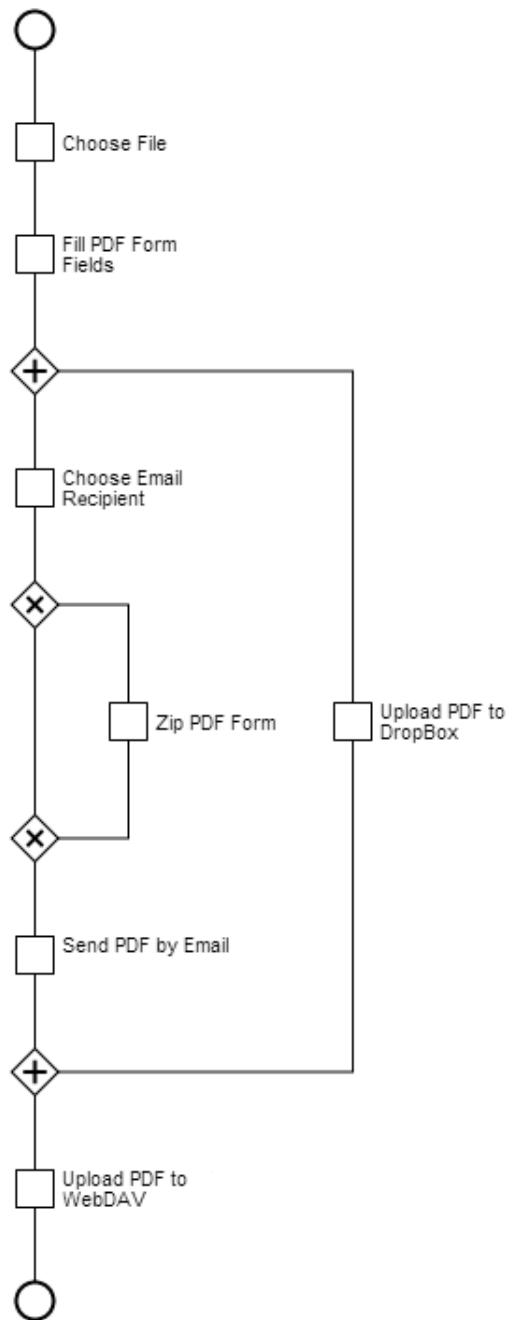 Choose File
Fill PDF Form
Fields
Choose Email
Recipient
Zip PDF Form
Upload PDF to
DropBox
Send PDF by Email
Upload PDF to
WebDAV